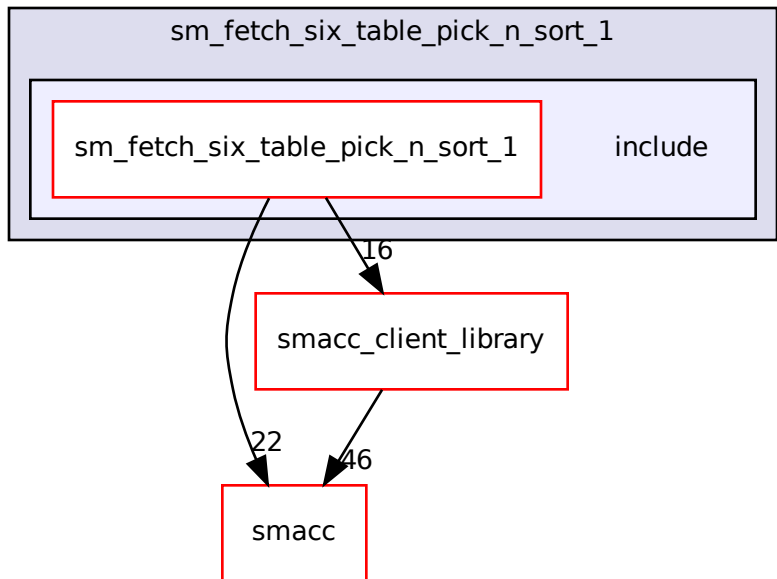 sm_fetch_six_table_pick_n_sort_1
sm_fetch_six_table_pick_n_sort_1
include
16
smacc_client_library
22
46
smacc